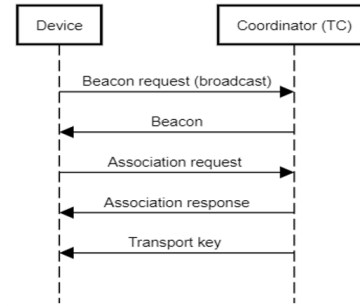 Device
Coordinator (TC)
Beacon request (broadcast)
Beacon
Association request
Association response
Transport key